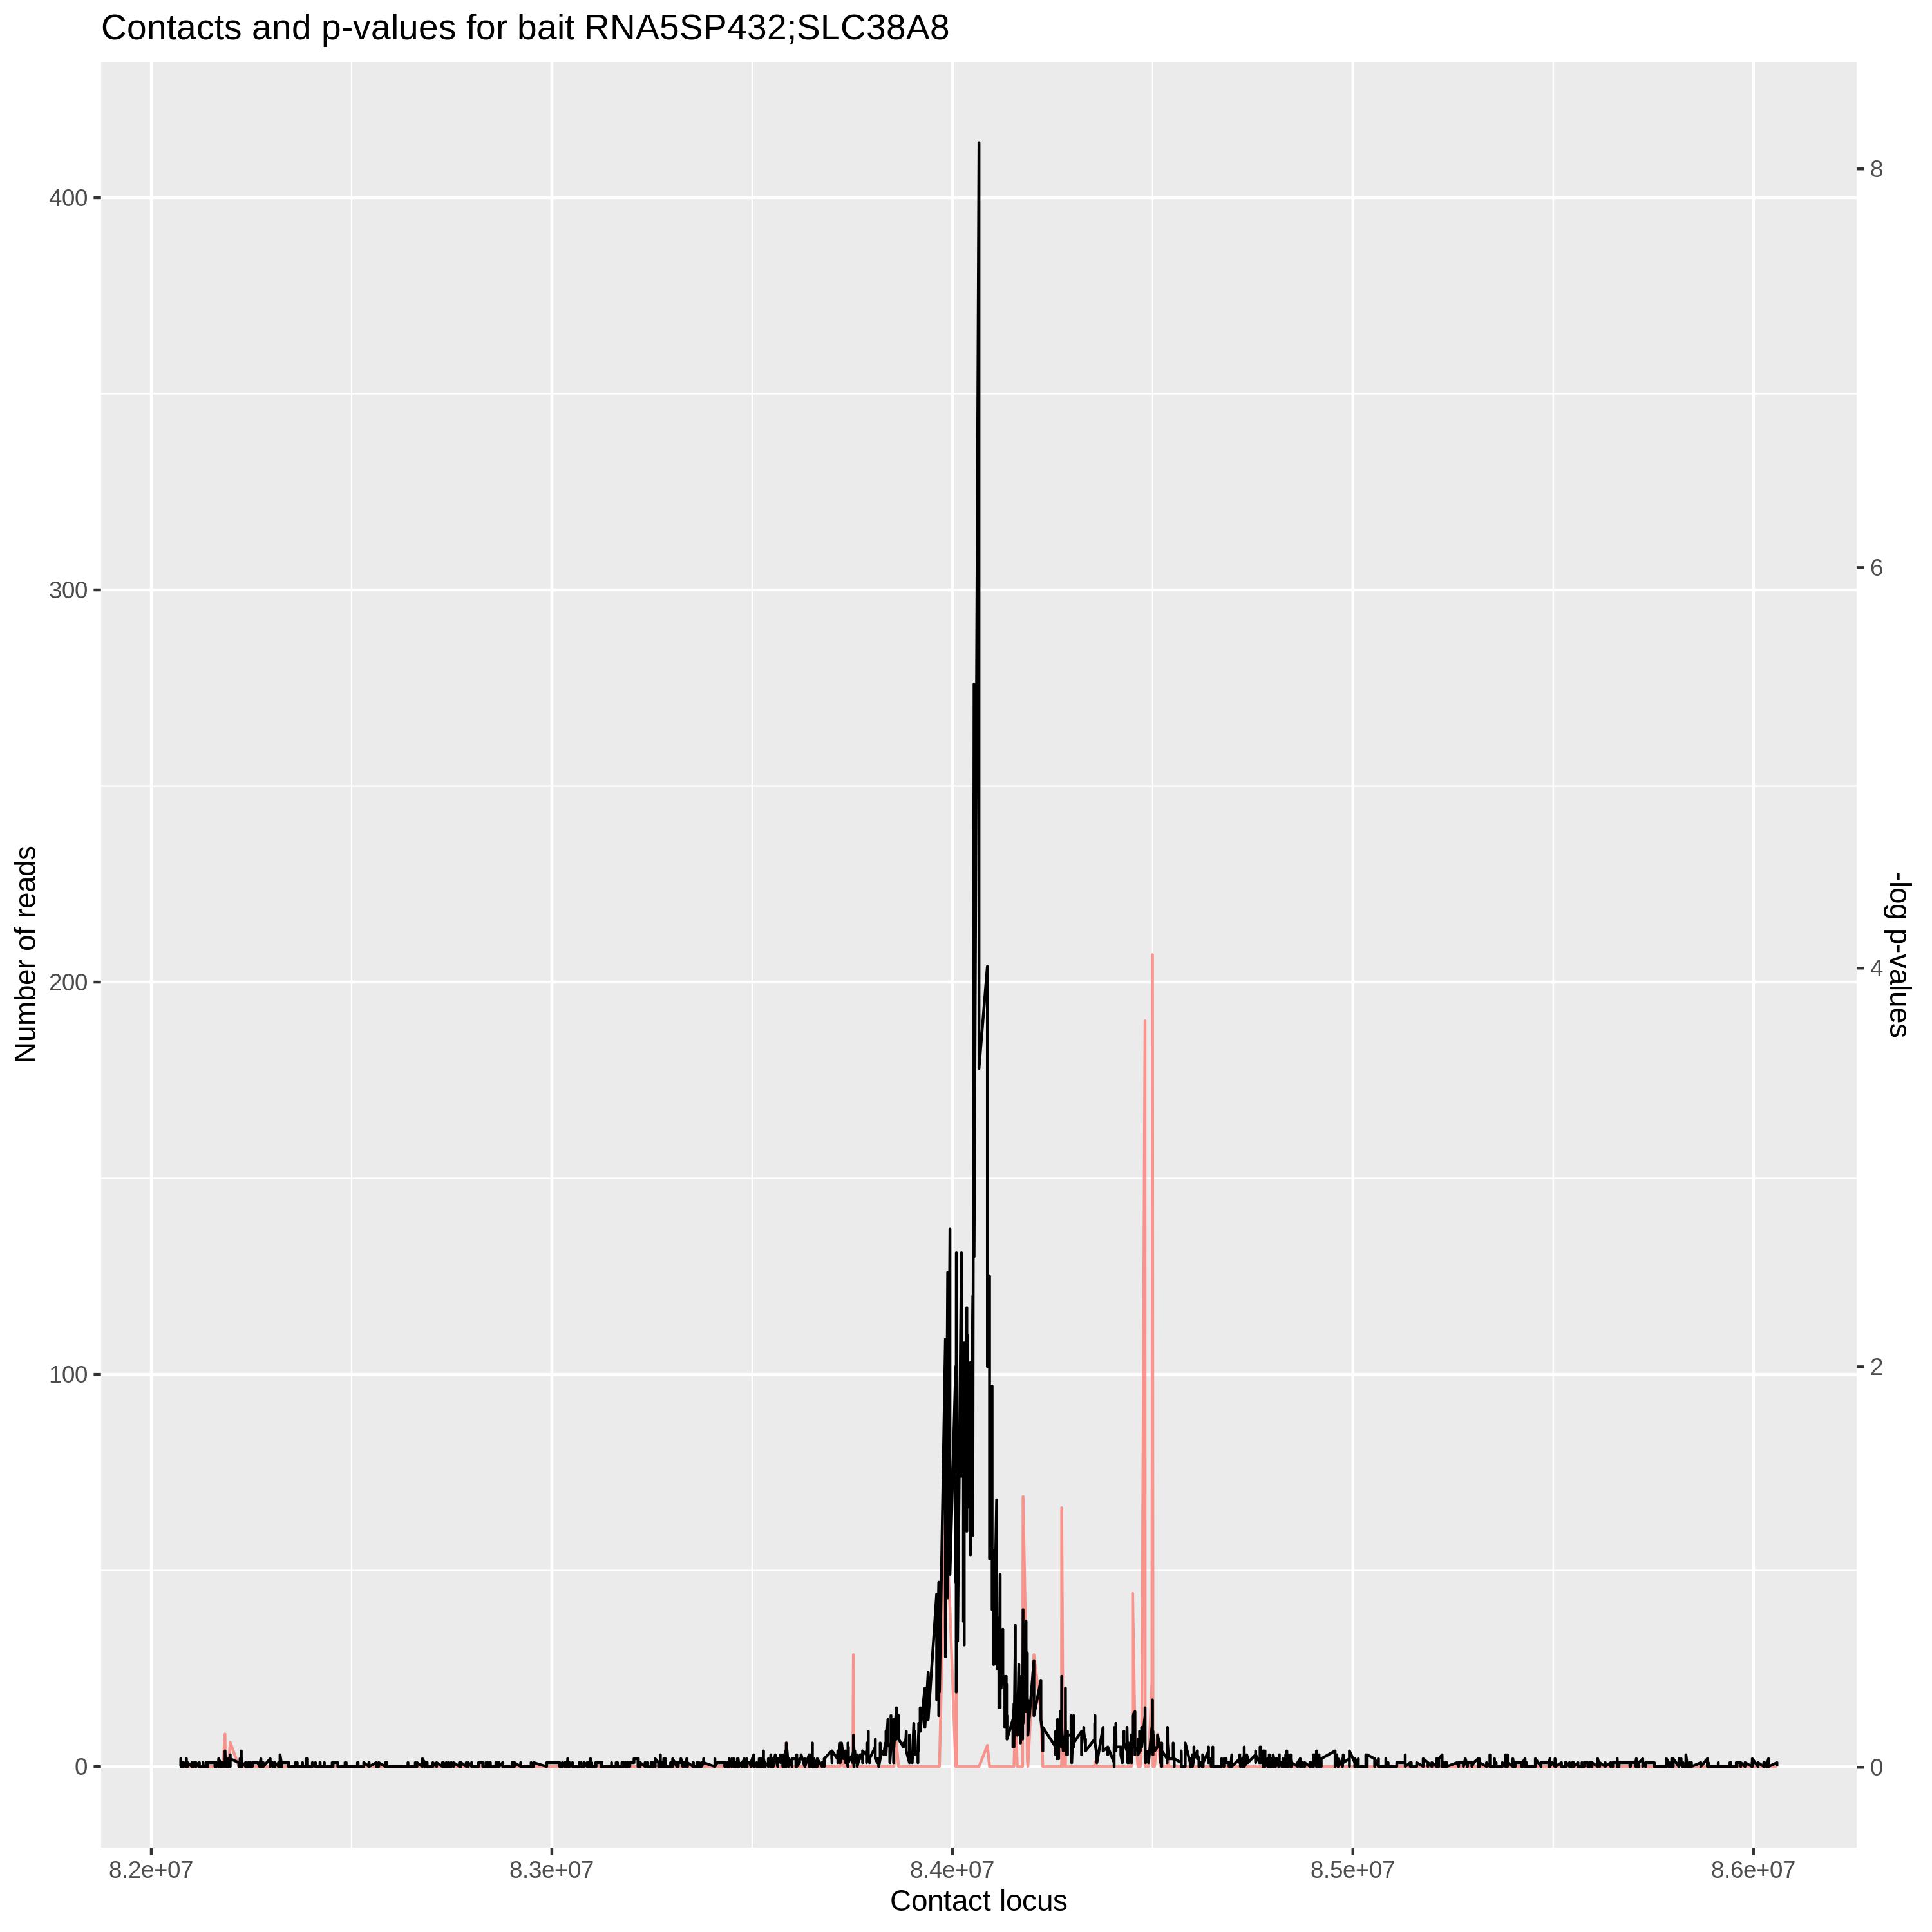 Contacts and p-values for bait RNA5SP432;SLC38A8
400
300
200
100
0
Number of reads
8
6
4
2
0
-log p-values
8.2e+07
8.3e+07
8.4e+07
8.5e+07
8.6e+07
Contact locus